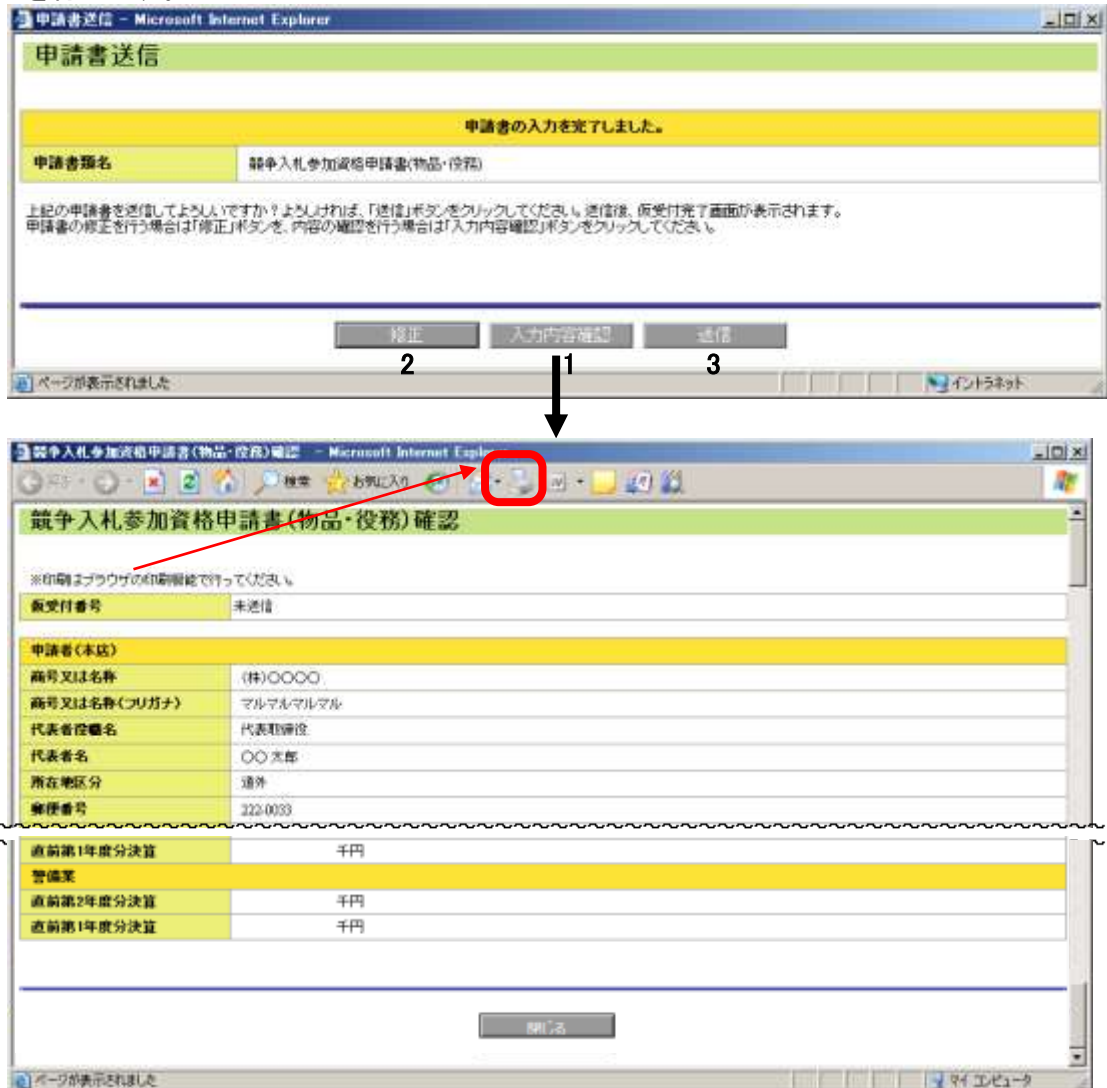 申請書送信 - Microsoft Internet Explorer
申請書送信
申請書の入力を完了しました。
申請書類名 競争入札参加資格申請書(物品・役務)
上記の申請書を送信してよろしいですか?よろしければ、「送信」ボタンをクリックしてください。送信後、仮受付完了画面が表示されます。
申請書の修正を行う場合は「修正」ボタンを、内容の確認を行う場合は「入力内容確認」ボタンをクリックしてください。
修正 入力内容確認 送信
2 1 3
ページが表示されました イントラネット
競争入札参加資格申請書(物品・役務)確認 - Microsoft Internet Explorer
検索 お気に入り
競争入札参加資格申請書(物品・役務)確認
※印刷はブラウザの印刷機能で行ってください。
仮受付番号 未送信
申請者(本店)
商号又は名称 (株)○○○○
商号又は名称(フリガナ) マルマルマルマル
代表者役職名 代表取締役
代表者名 ○○ 太郎
所在地区分 道外
郵便番号 222-0033
直前第1年度分決算 千円
警備業
直前第2年度分決算 千円
直前第1年度分決算 千円
閉じる
ページが表示されました マイ コンピュータ